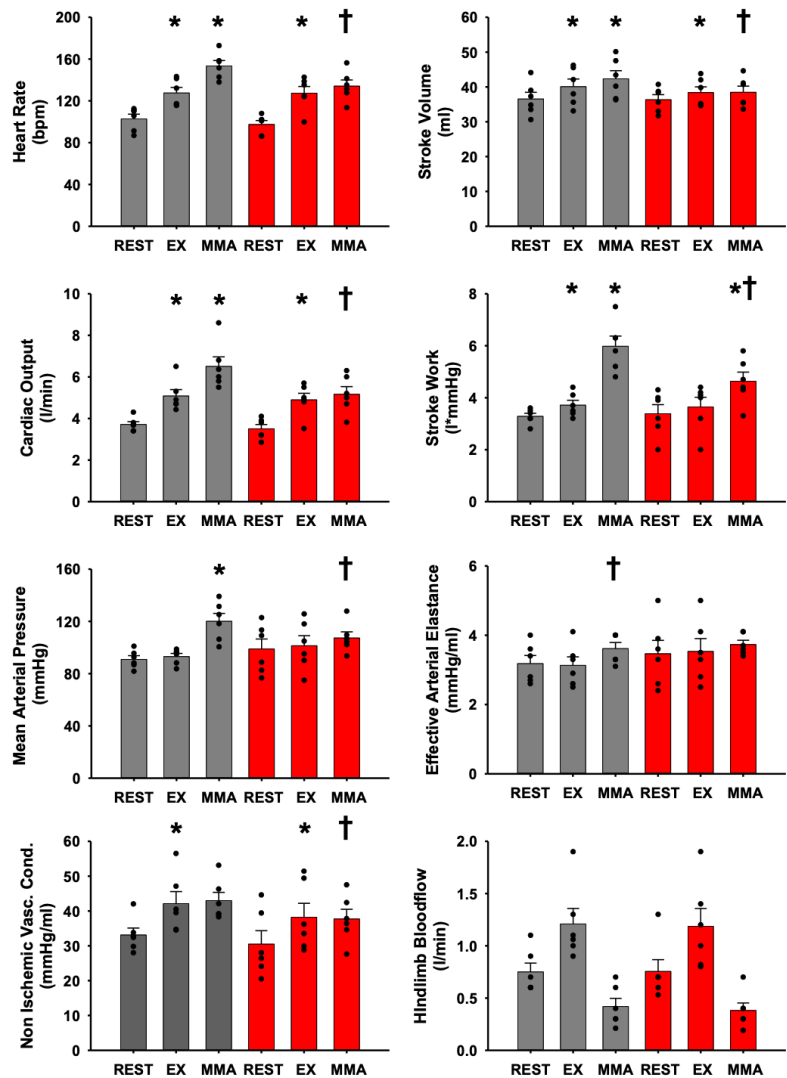 * * * †
Heart Rate
(bpm)
200
160
120
80
40
0
REST EX MMA REST EX MMA
* * * †
Stroke Volume
(ml)
60
50
40
30
20
10
0
REST EX MMA REST EX MMA
* * * †
Cardiac Output
(l/min)
10
8
6
4
2
0
REST EX MMA REST EX MMA
* * *†
Stroke Work
(l*mmHg)
8
6
4
2
0
REST EX MMA REST EX MMA
* †
Mean Arterial Pressure
(mmHg)
160
120
80
40
0
REST EX MMA REST EX MMA
†
Effective Arterial Elastance
(mmHg/ml)
6
4
2
0
REST EX MMA REST EX MMA
* * †
Non Ischemic Vasc. Cond.
(mmHg/ml)
60
50
40
30
20
10
0
REST EX MMA REST EX MMA
HIndlimb Bloodflow
(l/min)
2.0
1.5
1.0
0.5
0.0
REST EX MMA REST EX MMA